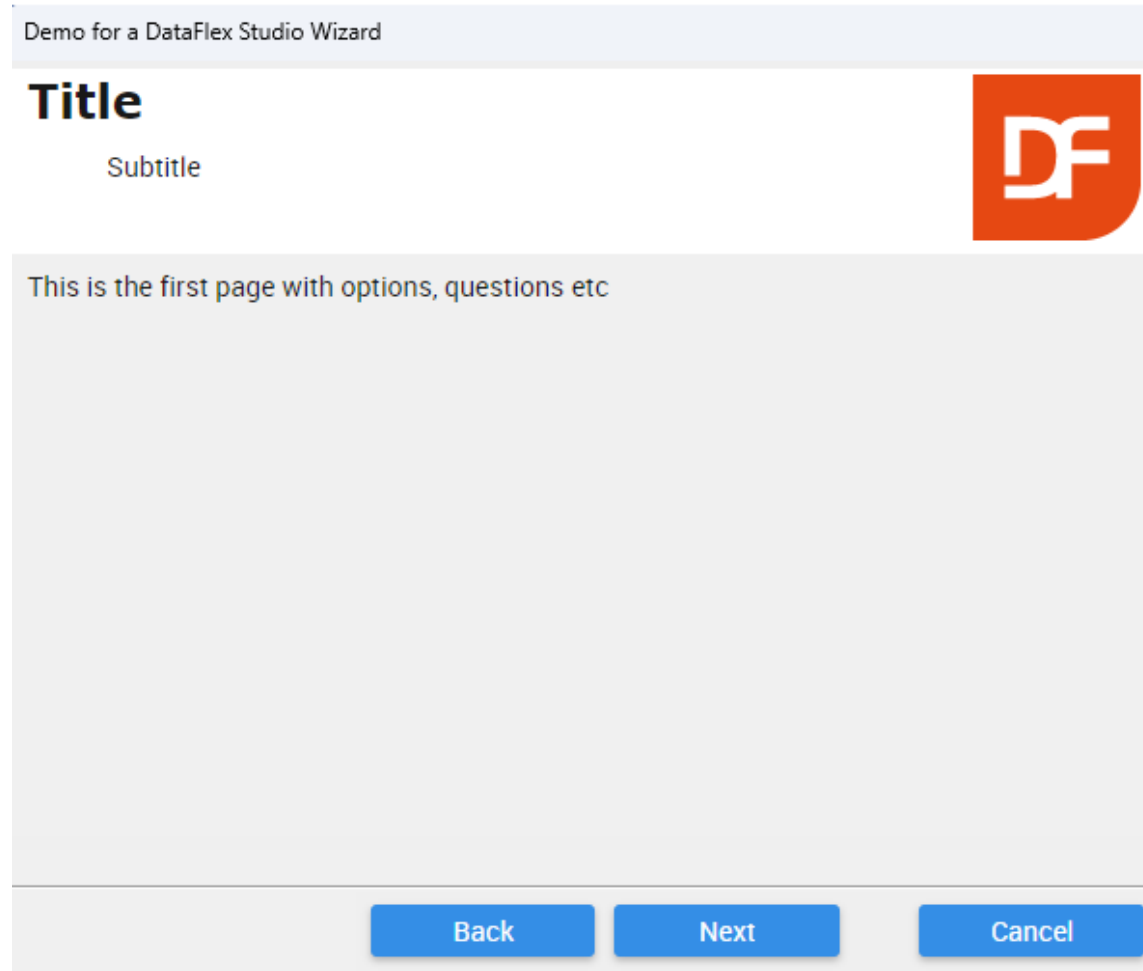 Demo for a DataFlex Studio Wizard
Title
DF
Subtitle
This is the first page with options, questions etc
Back Next Cancel